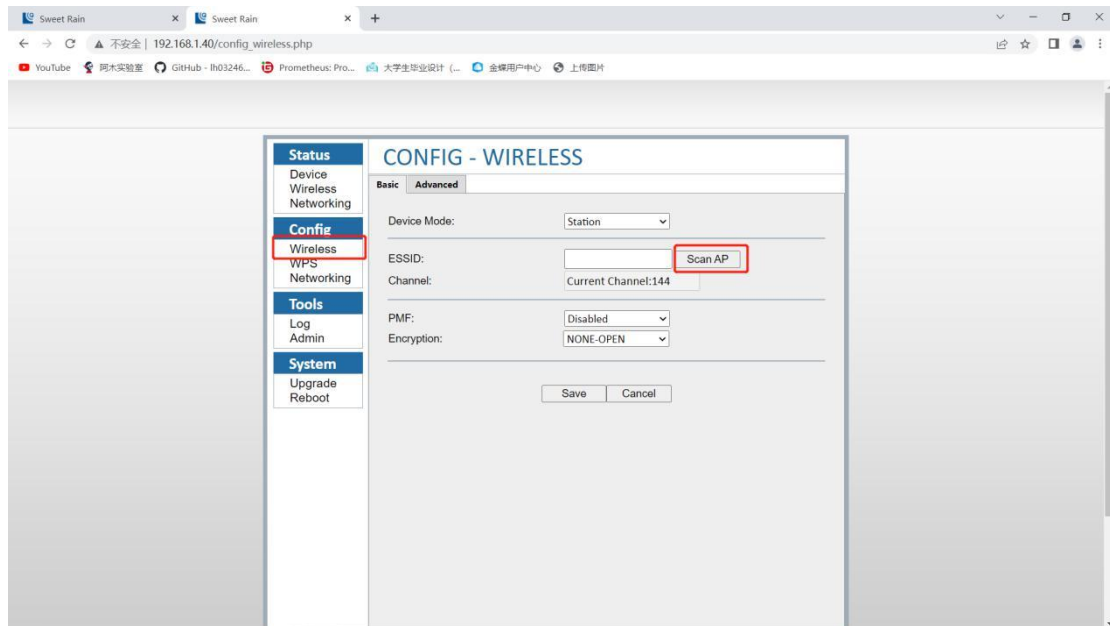 Sweet Rain
Sweet Rain
不安全 | 192.168.1.40/config_wireless.php
YouTube 阿木实验室 GitHub - lh03246... Prometheus: Pro... 大学生毕业设计 (... 金蝶用户中心 上传图片
Status
Device
Wireless
Networking
Config
Wireless
WPS
Networking
Tools
Log
Admin
System
Upgrade
Reboot
CONFIG - WIRELESS
Basic Advanced
Device Mode: Station
ESSID: Scan AP
Channel: Current Channel:144
PMF: Disabled
Encryption: NONE-OPEN
Save Cancel